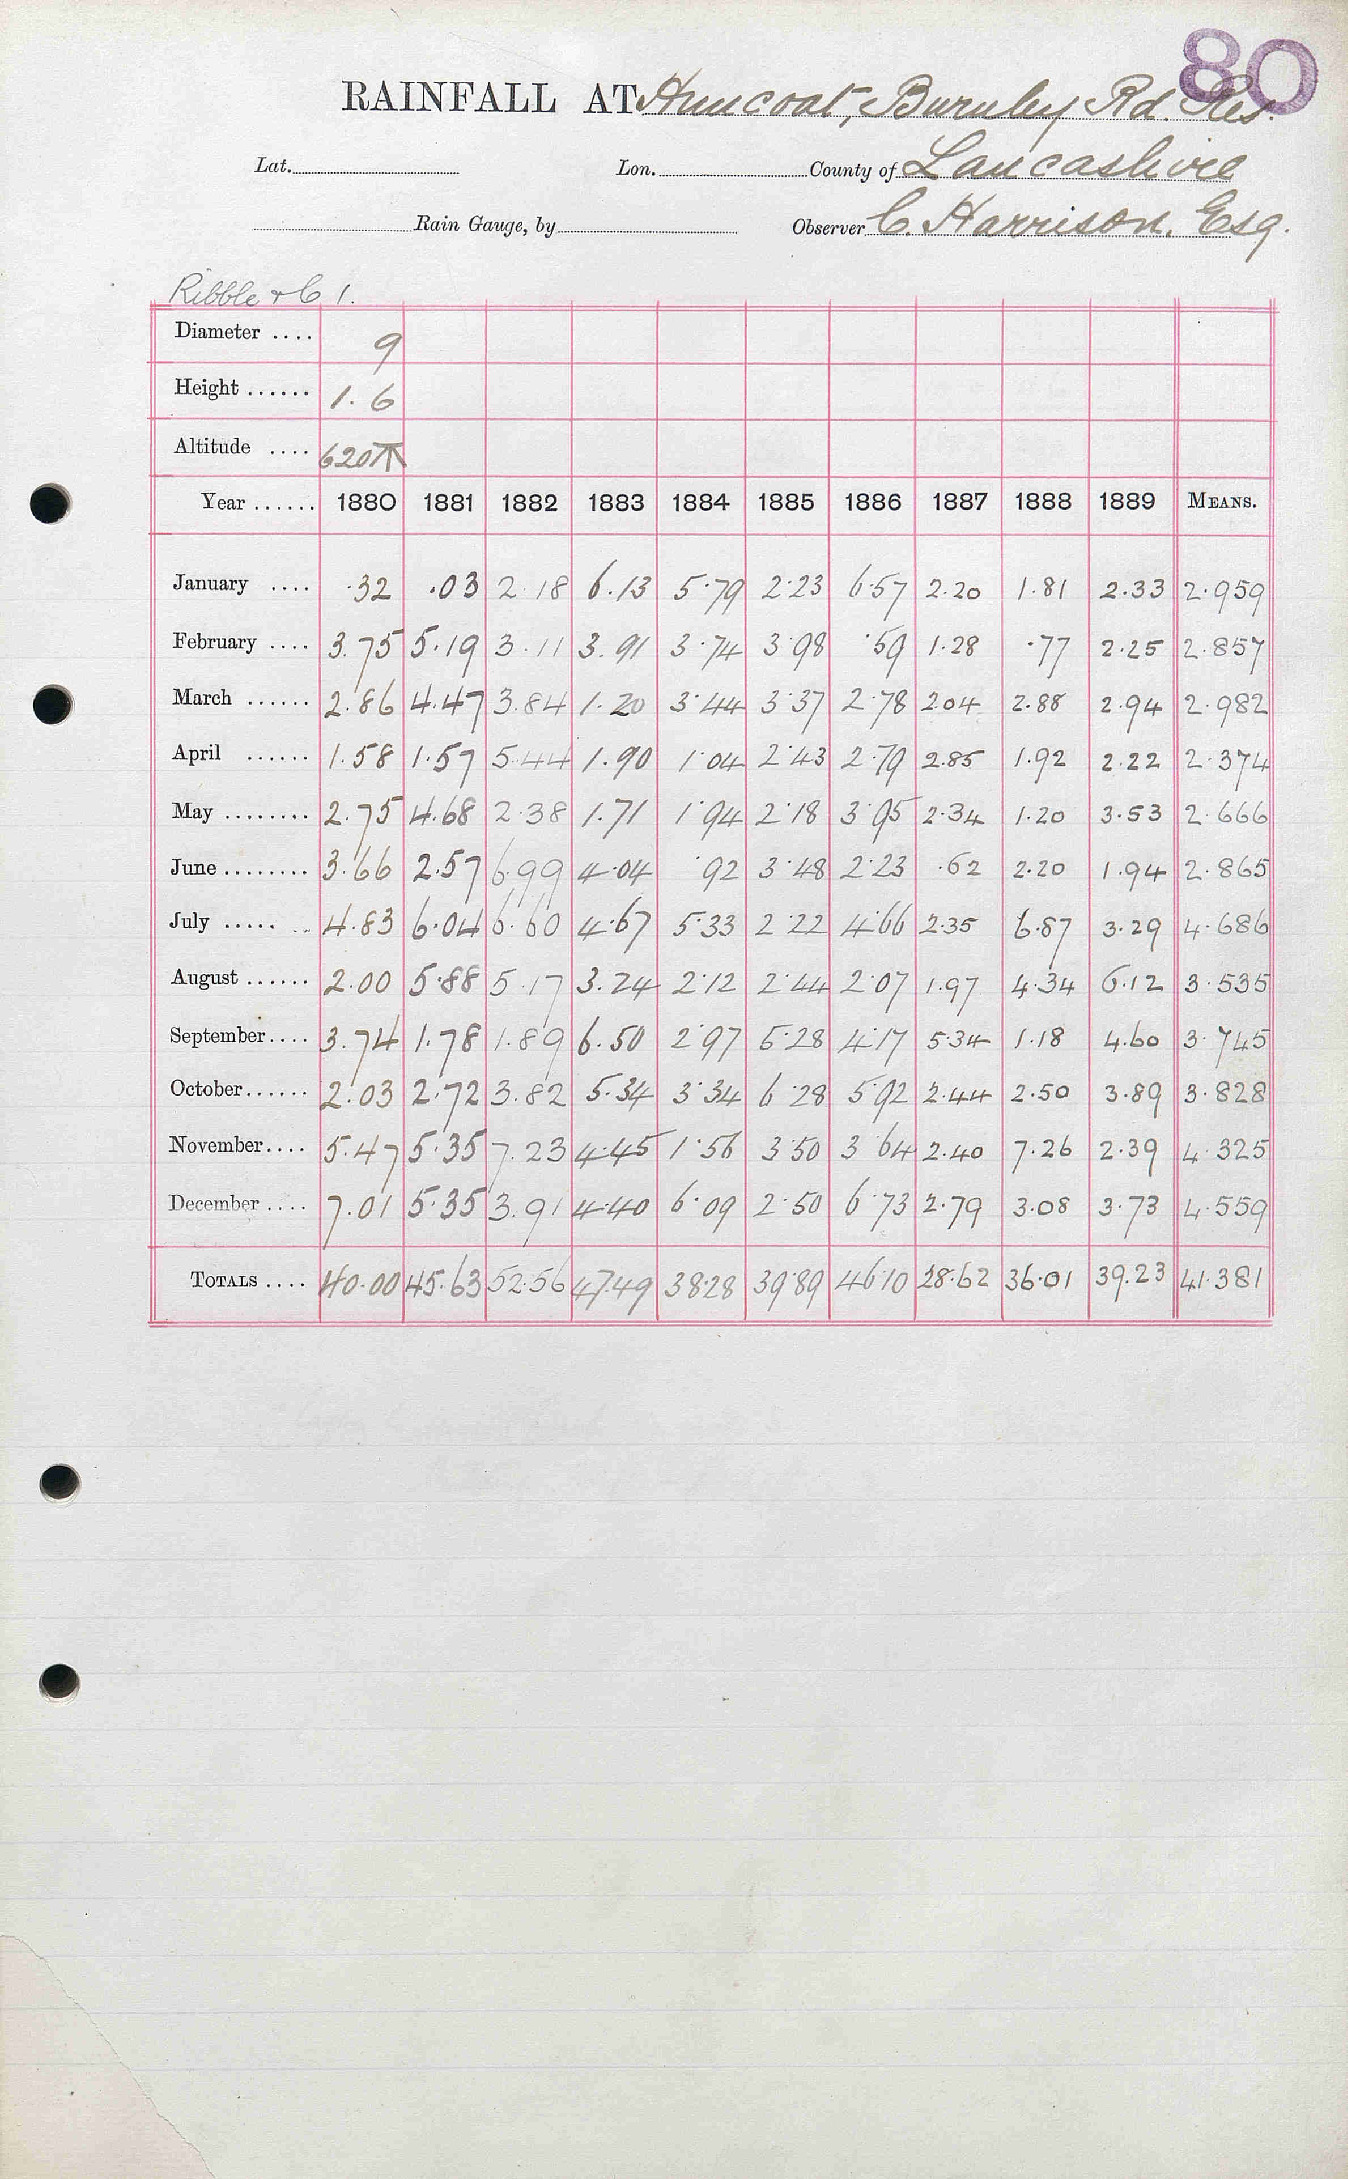 80
RAINFALL AT Huncoat, Burnley Rd. Res.
Lat. Lon. County of Lancashire
Rain Gauge, by Observer C. Harrison, Esq.
Ribble &c 1.
Diameter .... 9
Height ...... 1.6
Altitude .... 620
Year ...... 1880 1881 1882 1883 1884 1885 1886 1887 1888 1889 MEANS.
January .... .32 .03 2.18 6.13 5.79 2.23 6.57 2.20 1.81 2.33 2.959
February .... 3.75 5.19 3.11 3.91 3.74 3.98 .59 1.28 .77 2.25 2.857
March ...... 2.86 4.47 3.84 1.20 3.44 3.37 2.78 2.04 2.88 2.94 2.982
April ...... 1.58 1.57 5.44 1.90 1.04 2.43 2.79 2.85 1.92 2.22 2.374
May ........ 2.75 4.68 2.38 1.71 1.94 2.18 3.95 2.34 1.20 3.53 2.666
June ........ 3.66 2.57 6.99 4.04 .92 3.48 2.23 .62 2.20 1.94 2.865
July ..... .. 4.83 6.04 6.60 4.67 5.33 2.22 4.66 2.35 6.87 3.29 4.686
August ...... 2.00 5.88 5.17 3.24 2.12 2.44 2.07 1.97 4.34 6.12 3.535
September.... 3.74 1.78 1.89 6.50 2.97 5.28 4.17 5.34 1.18 4.60 3.745
October...... 2.03 2.72 3.82 5.34 3.34 6.28 5.92 2.44 2.50 3.89 3.828
November.... 5.47 5.35 7.23 4.45 1.56 3.50 3.64 2.40 7.26 2.39 4.325
December .... 7.01 5.35 3.91 4.40 6.09 2.50 6.73 2.79 3.08 3.73 4.559
TOTALS .... 40.00 45.63 52.56 47.49 38.28 39.89 46.10 28.62 36.01 39.23 41.381